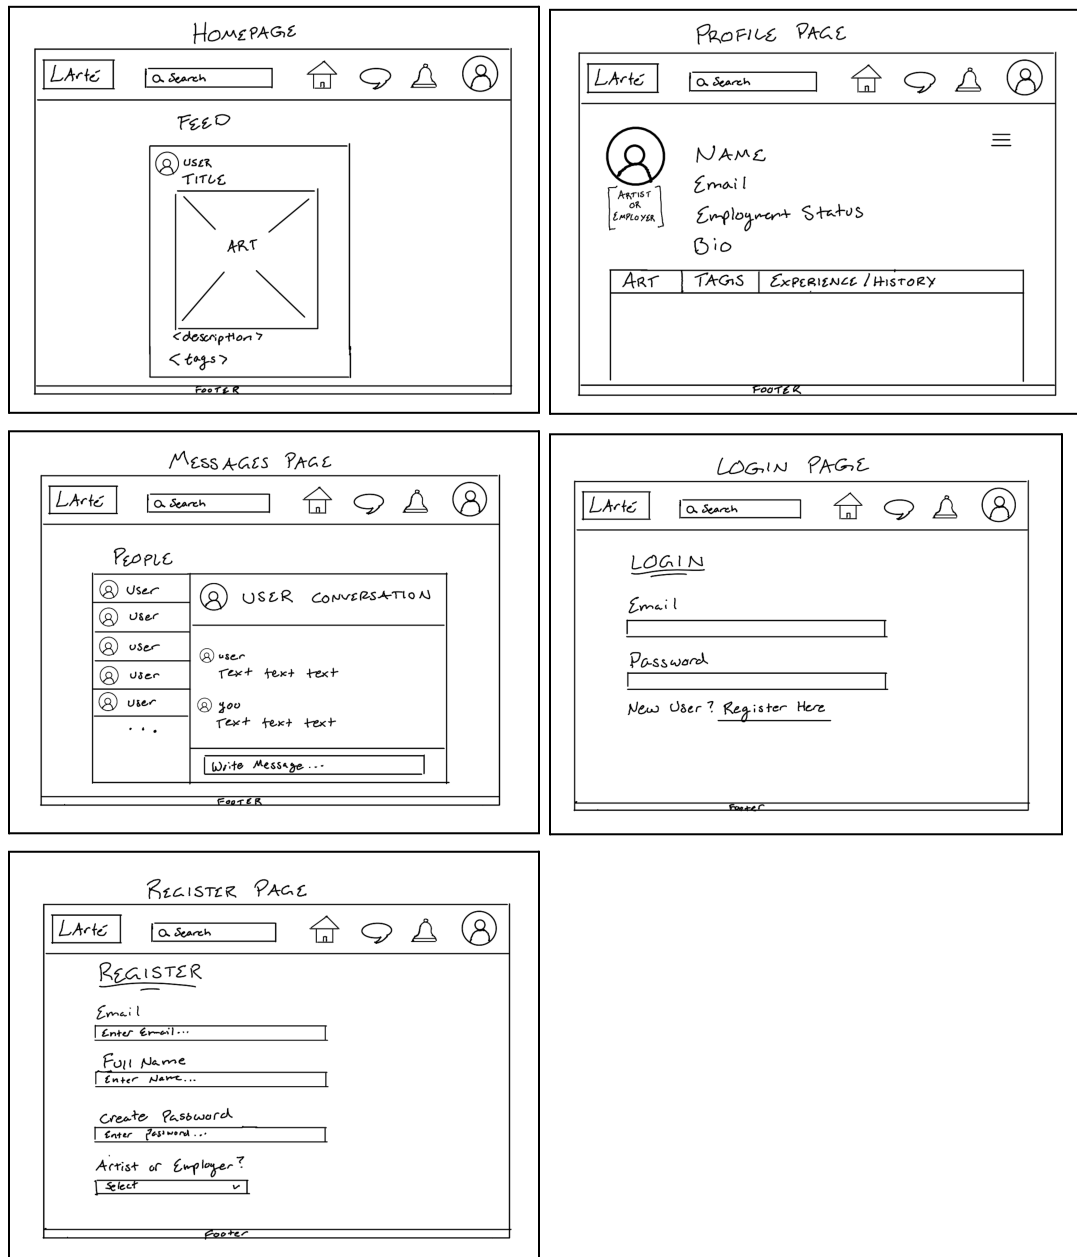 HOMEPAGE
LArté
Search
FEED
USER
TITLE
ART
<description>
<tags>
FOOTER
PROFILE PAGE
LArté
Search
NAME
Email
Employment Status
Bio
[ARTIST
OR
EMPLOYER]
ART TAGS EXPERIENCE/HISTORY
FOOTER
MESSAGES PAGE
LArté
Search
PEOPLE
User
User
user
user
User
...
USER CONVERSATION
user
Text text text
you
Text text text
Write Message...
FOOTER
LOGIN PAGE
LArté
Search
LOGIN
Email
Password
New User? Register Here
Footer
REGISTER PAGE
LArté
Search
REGISTER
Email
Enter Email...
Full Name
Enter Name...
Create Password
Enter Password...
Artist or Employer?
Select
Footer